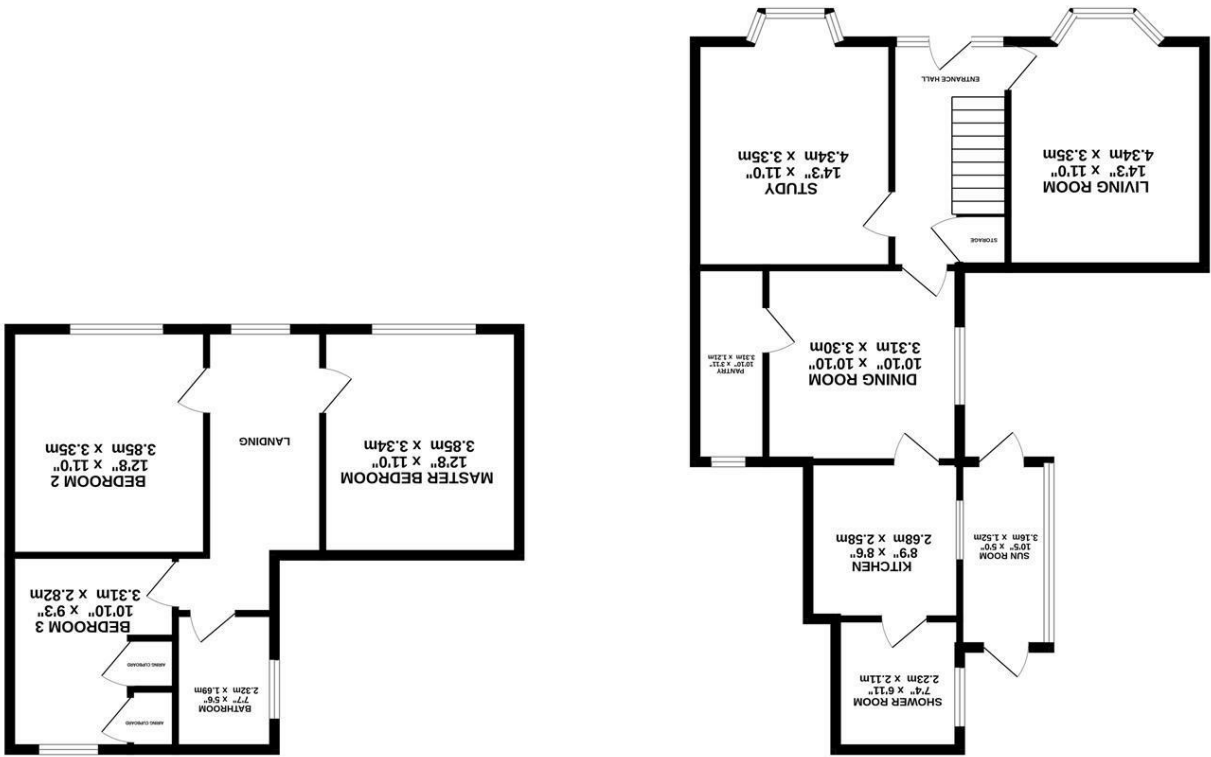 SHOWER ROOM
7'4" x 6'11"
2.23m x 2.11m
SUN ROOM
10'5" x 5'0"
3.16m x 1.52m
KITCHEN
8'9" x 8'6"
2.68m x 2.58m
DINING ROOM
10'10" x 10'10"
3.31m x 3.30m
PANTRY
10'10" x 3'11"
3.31m x 1.21m
STORAGE
LIVING ROOM
14'3" x 11'0"
4.34m x 3.35m
STUDY
14'3" x 11'0"
4.34m x 3.35m
ENTRANCE HALL
BATHROOM
7'7" x 5'6"
2.32m x 1.69m
AIRING CUPBOARD
AIRING CUPBOARD
BEDROOM 3
10'10" x 9'3"
3.31m x 2.82m
MASTER BEDROOM
12'8" x 11'0"
3.85m x 3.34m
LANDING
BEDROOM 2
12'8" x 11'0"
3.85m x 3.35m